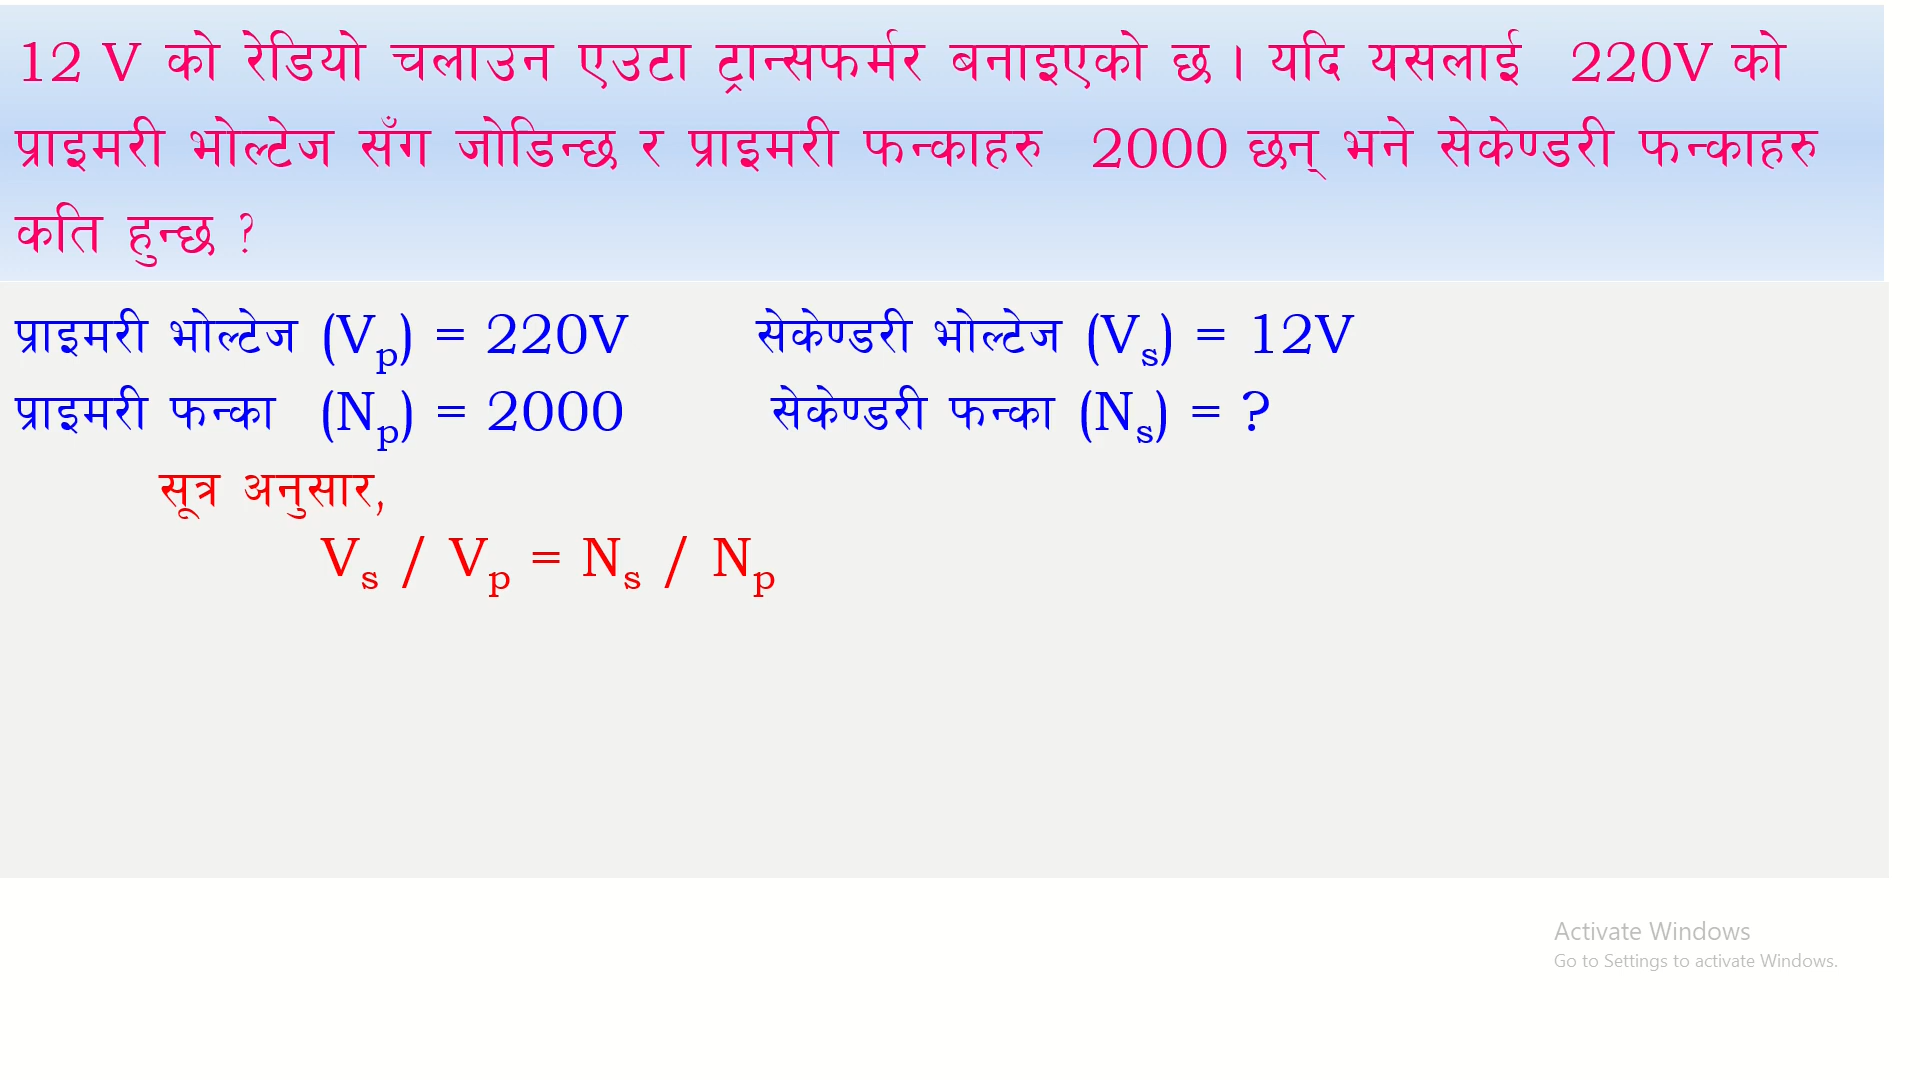 12 V को रेडियो चलाउन एउटा ट्रान्सफर्मर बनाइएको छ । यदि यसलाई 220V को
प्राइमरी भोल्टेज सँग जोडिन्छ र प्राइमरी फन्काहरु 2000 छन् भने सेकेण्डरी फन्काहरु
कति हुन्छ ?
प्राइमरी भोल्टेज (Vp) = 220V सेकेण्डरी भोल्टेज (Vs) = 12V
प्राइमरी फन्का (Np) = 2000 सेकेण्डरी फन्का (Ns) = ?
सूत्र अनुसार,
Vs / Vp = Ns / Np
Activate Windows
Go to Settings to activate Windows.